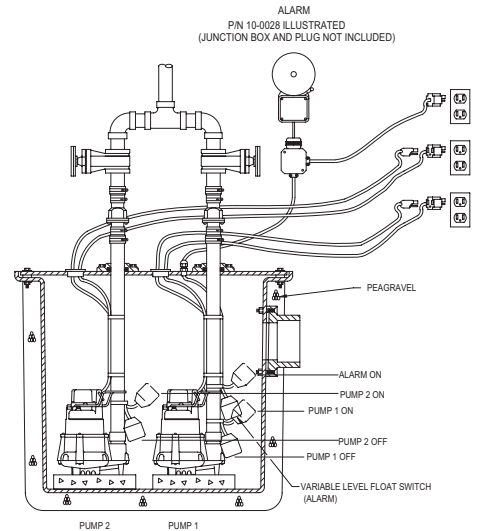 ALARM
P/N 10-0028 ILLUSTRATED
(JUNCTION BOX AND PLUG NOT INCLUDED)
PEAGRAVEL
ALARM ON
PUMP 2 ON
PUMP 1 ON
PUMP 2 OFF
PUMP 1 OFF
VARIABLE LEVEL FLOAT SWITCH
(ALARM)
PUMP 2
PUMP 1